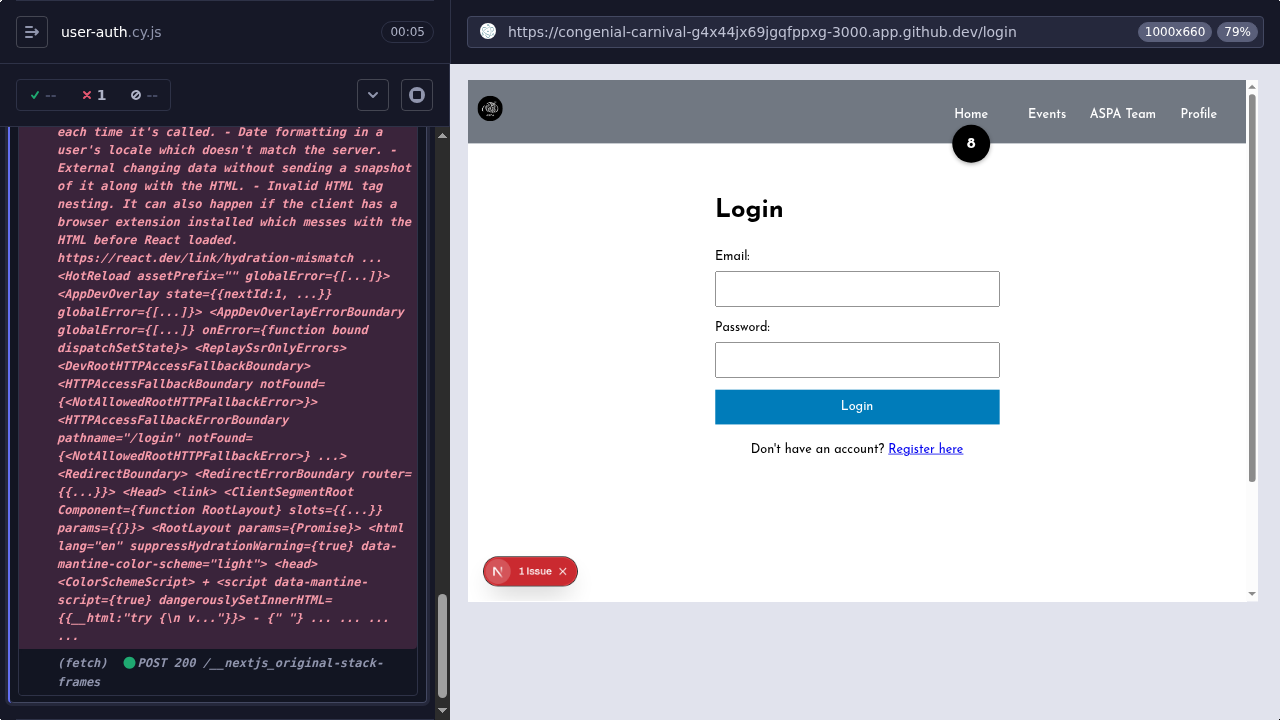 user-auth.cy.js
00:05
--
1
--
each time it's called. - Date formatting in a
user's locale which doesn't match the server. -
External changing data without sending a snapshot
of it along with the HTML. - Invalid HTML tag
nesting. It can also happen if the client has a
browser extension installed which messes with the
HTML before React loaded.
https://react.dev/link/hydration-mismatch ...
<HotReload assetPrefix="" globalError={[...]}>
<AppDevOverlay state={{nextId:1, ...}}
globalError={[...]}> <AppDevOverlayErrorBoundary
globalError={[...]} onError={function bound
dispatchSetState}> <ReplaySsrOnlyErrors>
<DevRootHTTPAccessFallbackBoundary>
<HTTPAccessFallbackBoundary notFound=
{<NotAllowedRootHTTPFallbackError>}>
<HTTPAccessFallbackErrorBoundary
pathname="/login" notFound=
{<NotAllowedRootHTTPFallbackError>} ...>
<RedirectBoundary> <RedirectErrorBoundary router=
{{...}}> <Head> <link> <ClientSegmentRoot
Component={function RootLayout} slots={{...}}
params={{}}> <RootLayout params={Promise}> <html
lang="en" suppressHydrationWarning={true} data-
mantine-color-scheme="light"> <head>
<ColorSchemeScript> + <script data-mantine-
script={true} dangerouslySetInnerHTML=
{{__html:"try {\n v..."}}> - {" "} ... ... ...
...
(fetch) POST 200 /__nextjs_original-stack-
frames
https://congenial-carnival-g4x44jx69jgqfppxg-3000.app.github.dev/login
1000x660
79%
Home
Events
ASPA Team
Profile
8
Login
Email:
Password:
Login
Don't have an account? Register here
N
1 Issue